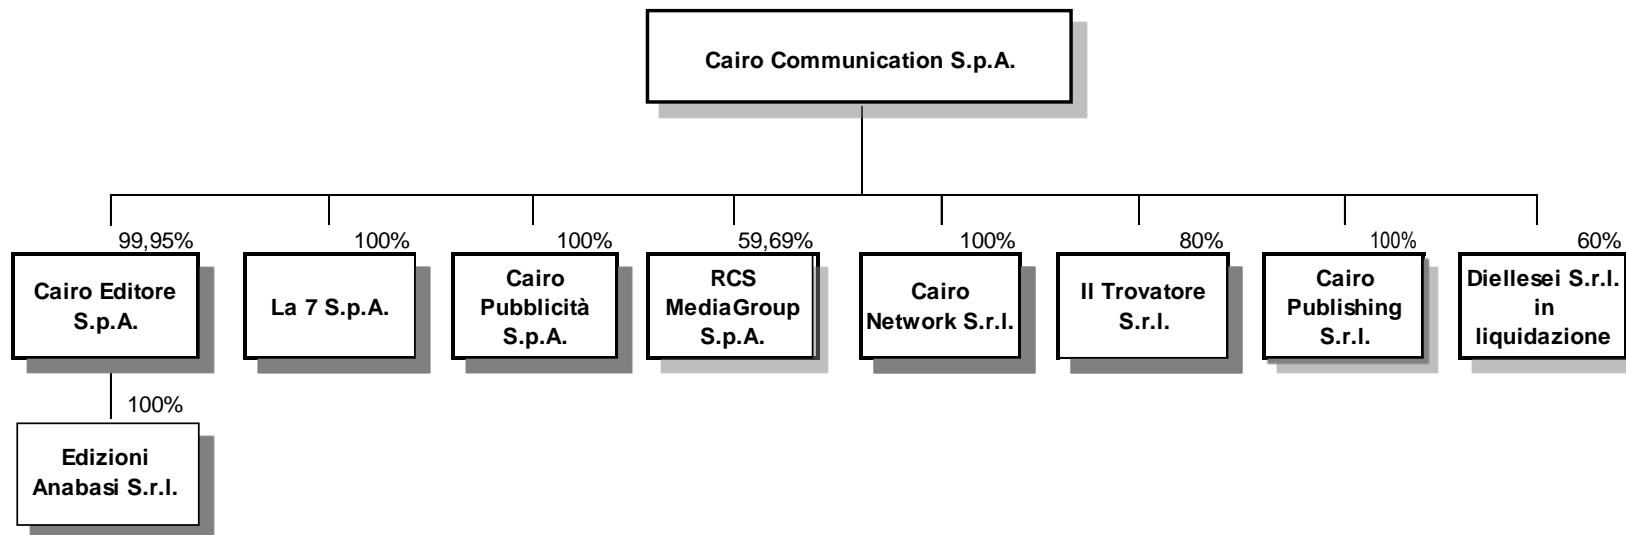 Cairo Communication S.p.A.
99,95%
100%
100%
59,69%
100%
80%
100%
60%
Cairo Editore
S.p.A.
La 7 S.p.A.
Cairo
Pubblicità
S.p.A.
RCS
MediaGroup
S.p.A.
Cairo
Network S.r.l.
Il Trovatore
S.r.l.
Cairo
Publishing
S.r.l.
Diellesei S.r.l.
in
liquidazione
100%
Edizioni
Anabasi S.r.l.